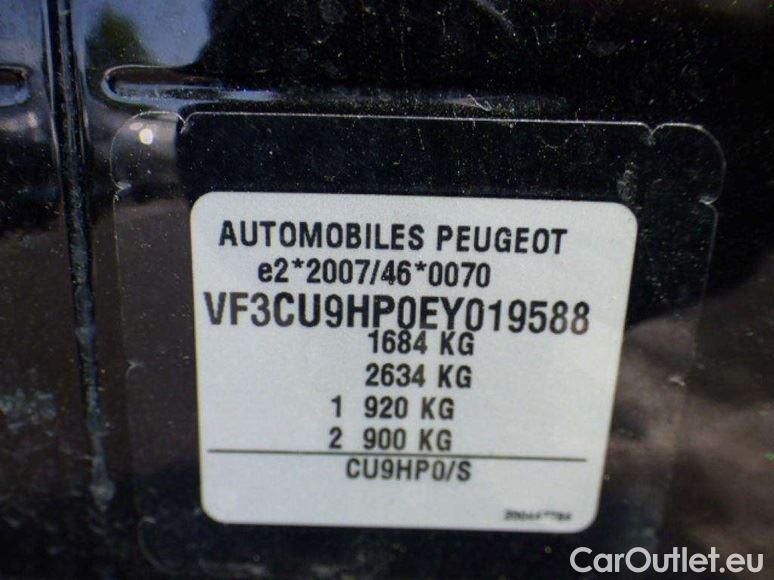 AUTOMOBILES PEUGEOT
e2*2007/46*0070
VF3CU9HP0EY019588
1684 KG
2634 KG
1 920 KG
2 900 KG
CU9HP0/S
CarOutlet.eu